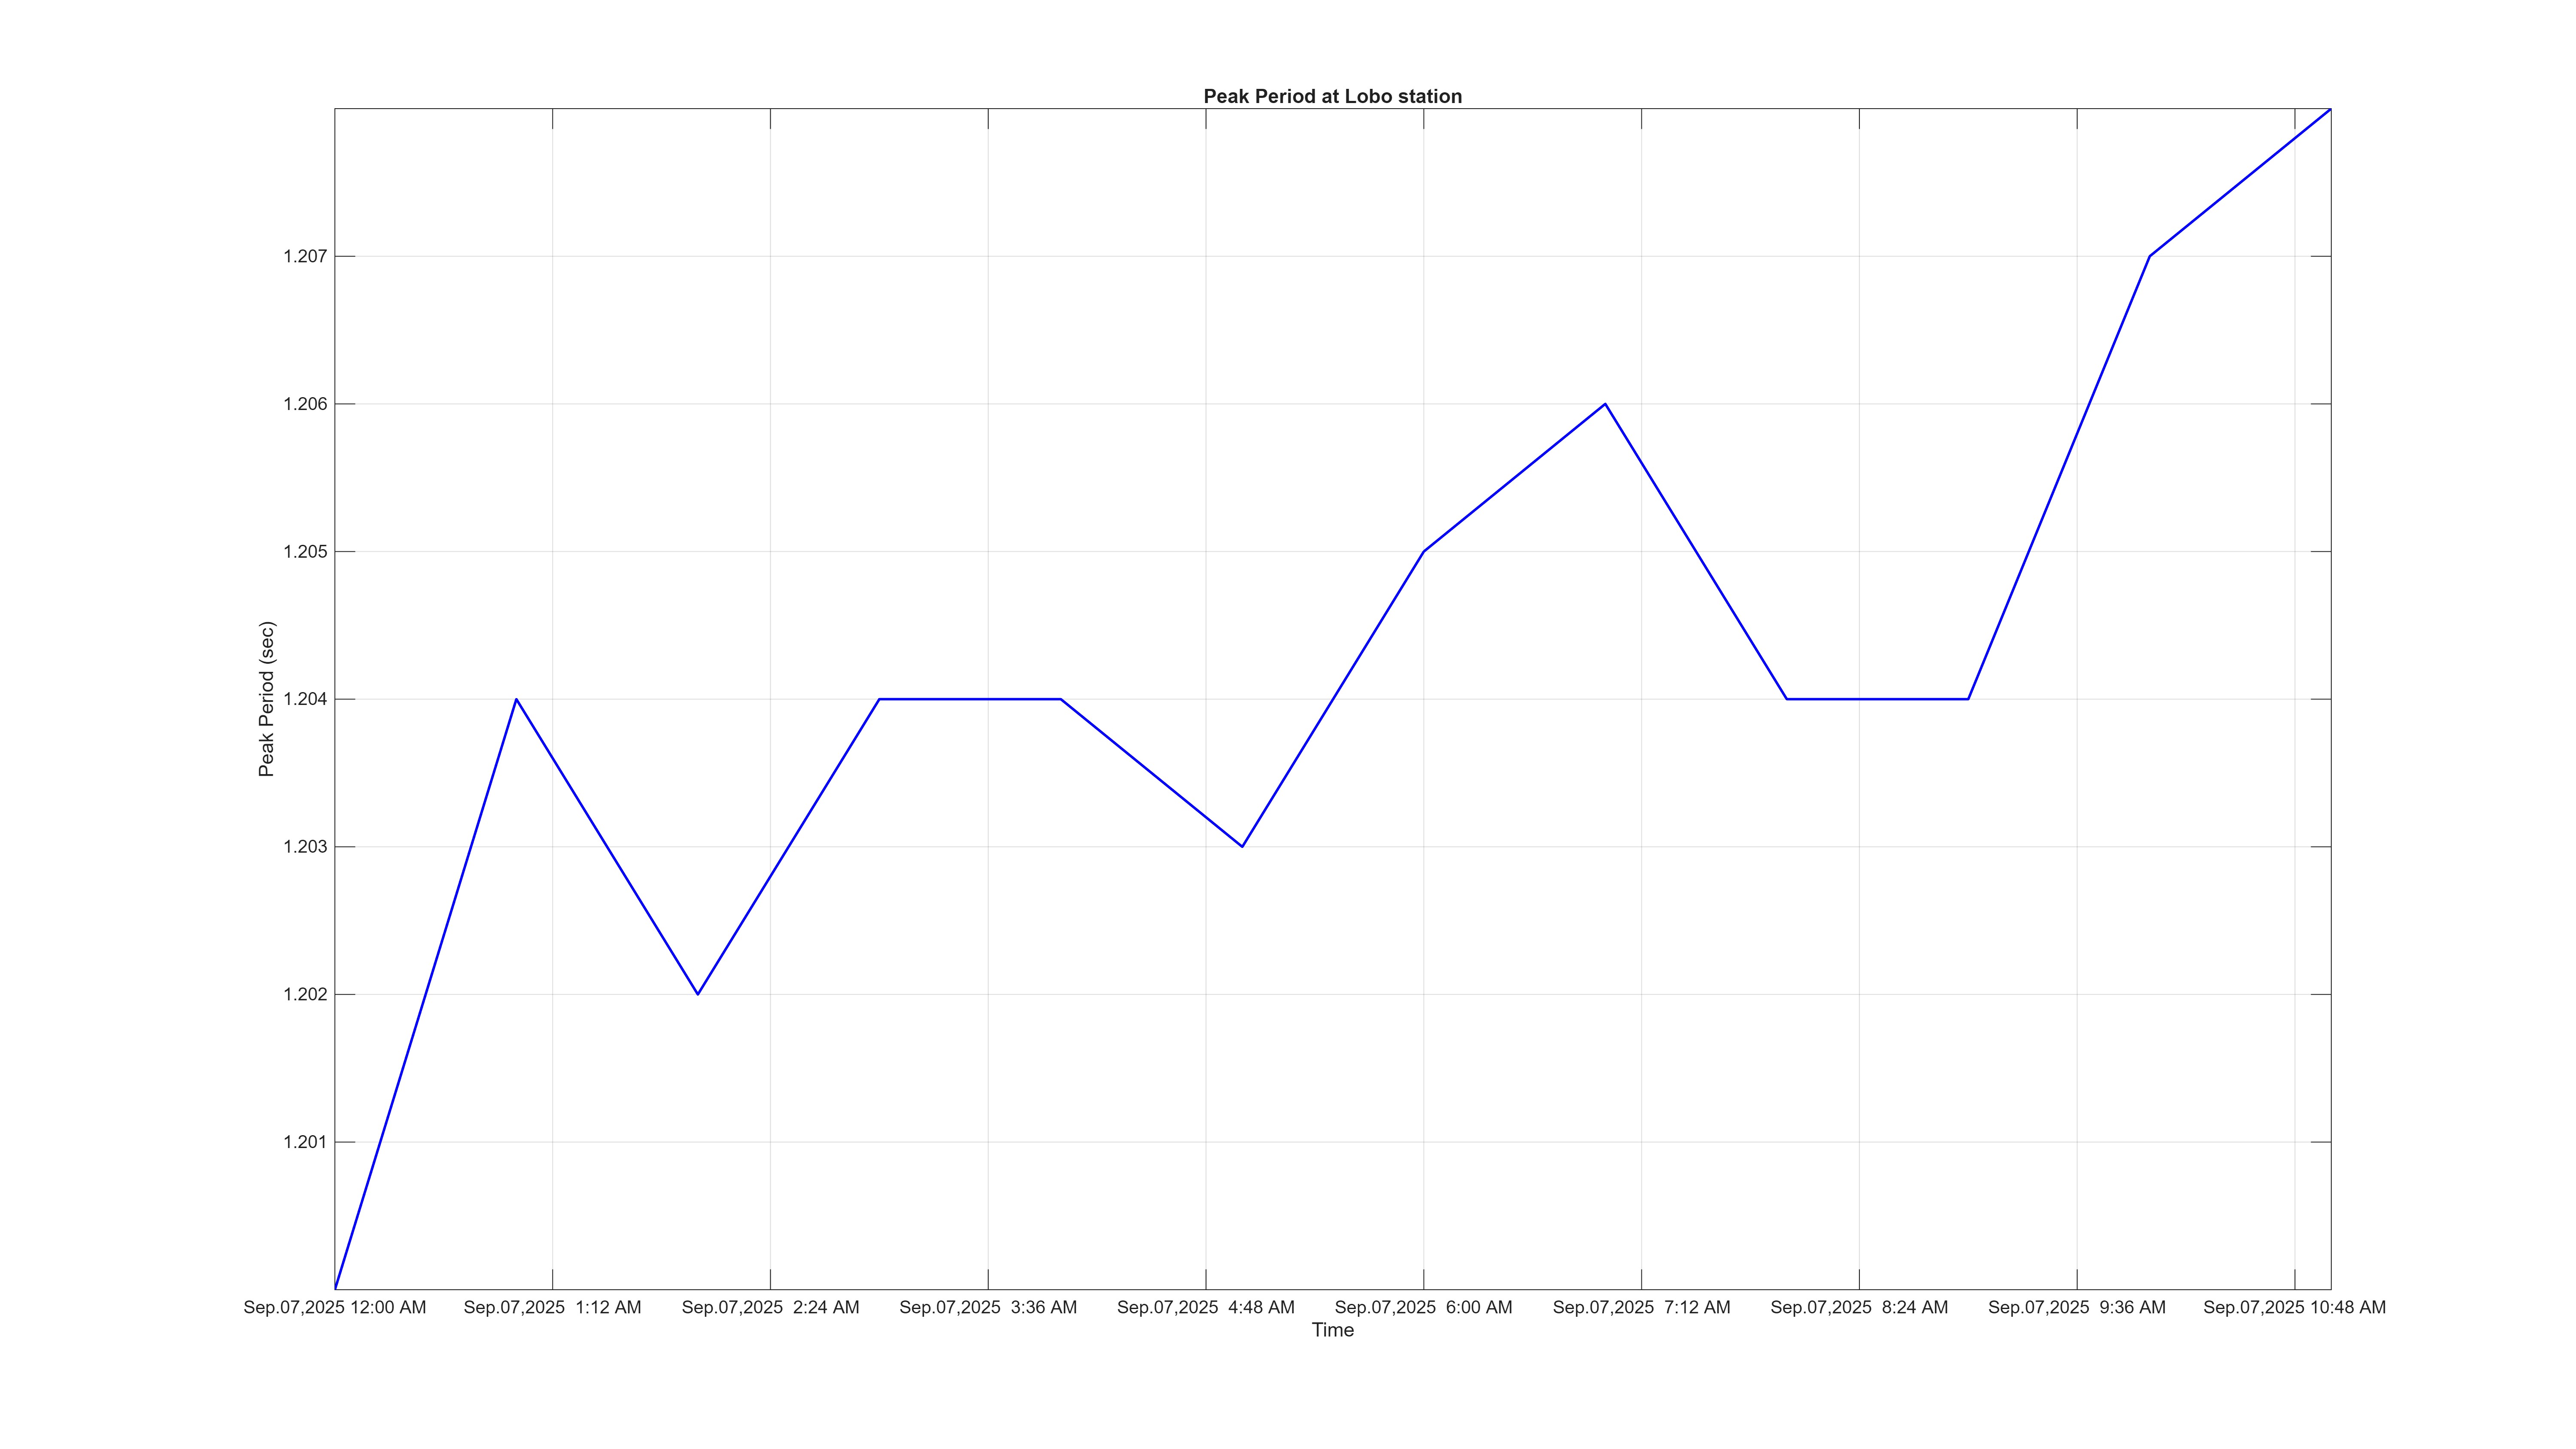 Peak Period at Lobo station
1.207
1.206
1.205
1.204
1.203
1.202
1.201
Peak Period (sec)
Sep.07,2025 12:00 AM
Sep.07,2025  1:12 AM
Sep.07,2025  2:24 AM
Sep.07,2025  3:36 AM
Sep.07,2025  4:48 AM
Sep.07,2025  6:00 AM
Sep.07,2025  7:12 AM
Sep.07,2025  8:24 AM
Sep.07,2025  9:36 AM
Sep.07,2025 10:48 AM
Time